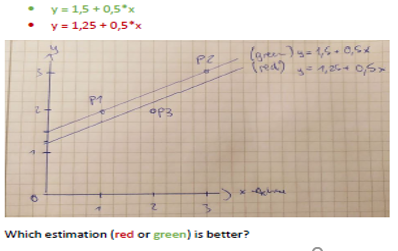 y = 1,5 + 0,5*x
y = 1,25 + 0,5*x
y
(green) y = 1,5 + 0,5x
(red) y = 1,25 + 0,5x
P2
3
P1
2
P3
1
0
1
2
3
x
Which estimation (red or green) is better?